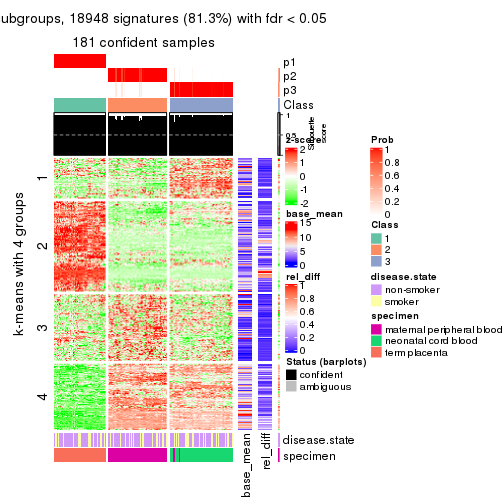 ubgroups, 18948 signatures (81.3%) with fdr < 0.05
181 confident samples
p1
p2
p3
Class
1
0.5
Silhouette
score
k-means with 4 groups
1
2
3
4
base_mean
rel_diff
disease.state
specimen
z-score
2
1
0
-1
-2
base_mean
15
10
5
0
rel_diff
1
0.8
0.6
0.4
0.2
0
Status (barplots)
confident
ambiguous
Prob
1
0.8
0.6
0.4
0.2
0
Class
1
2
3
disease.state
non-smoker
smoker
specimen
maternal peripheral blood
neonatal cord blood
term placenta